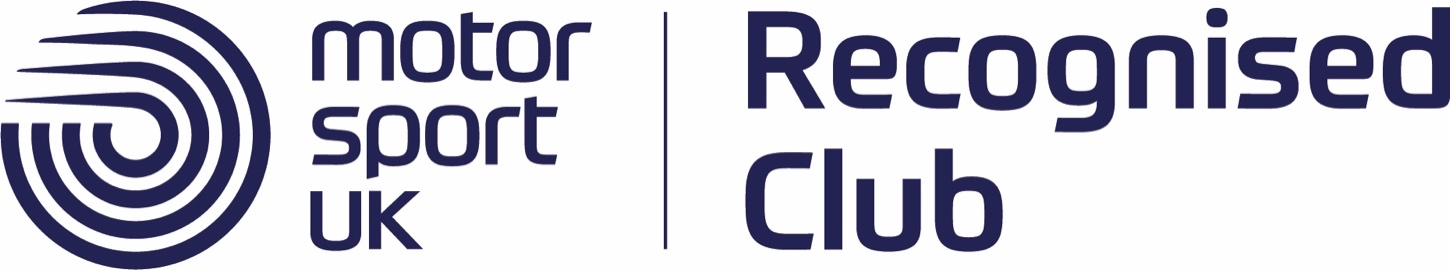 motor
sport
UK
Recognised
Club